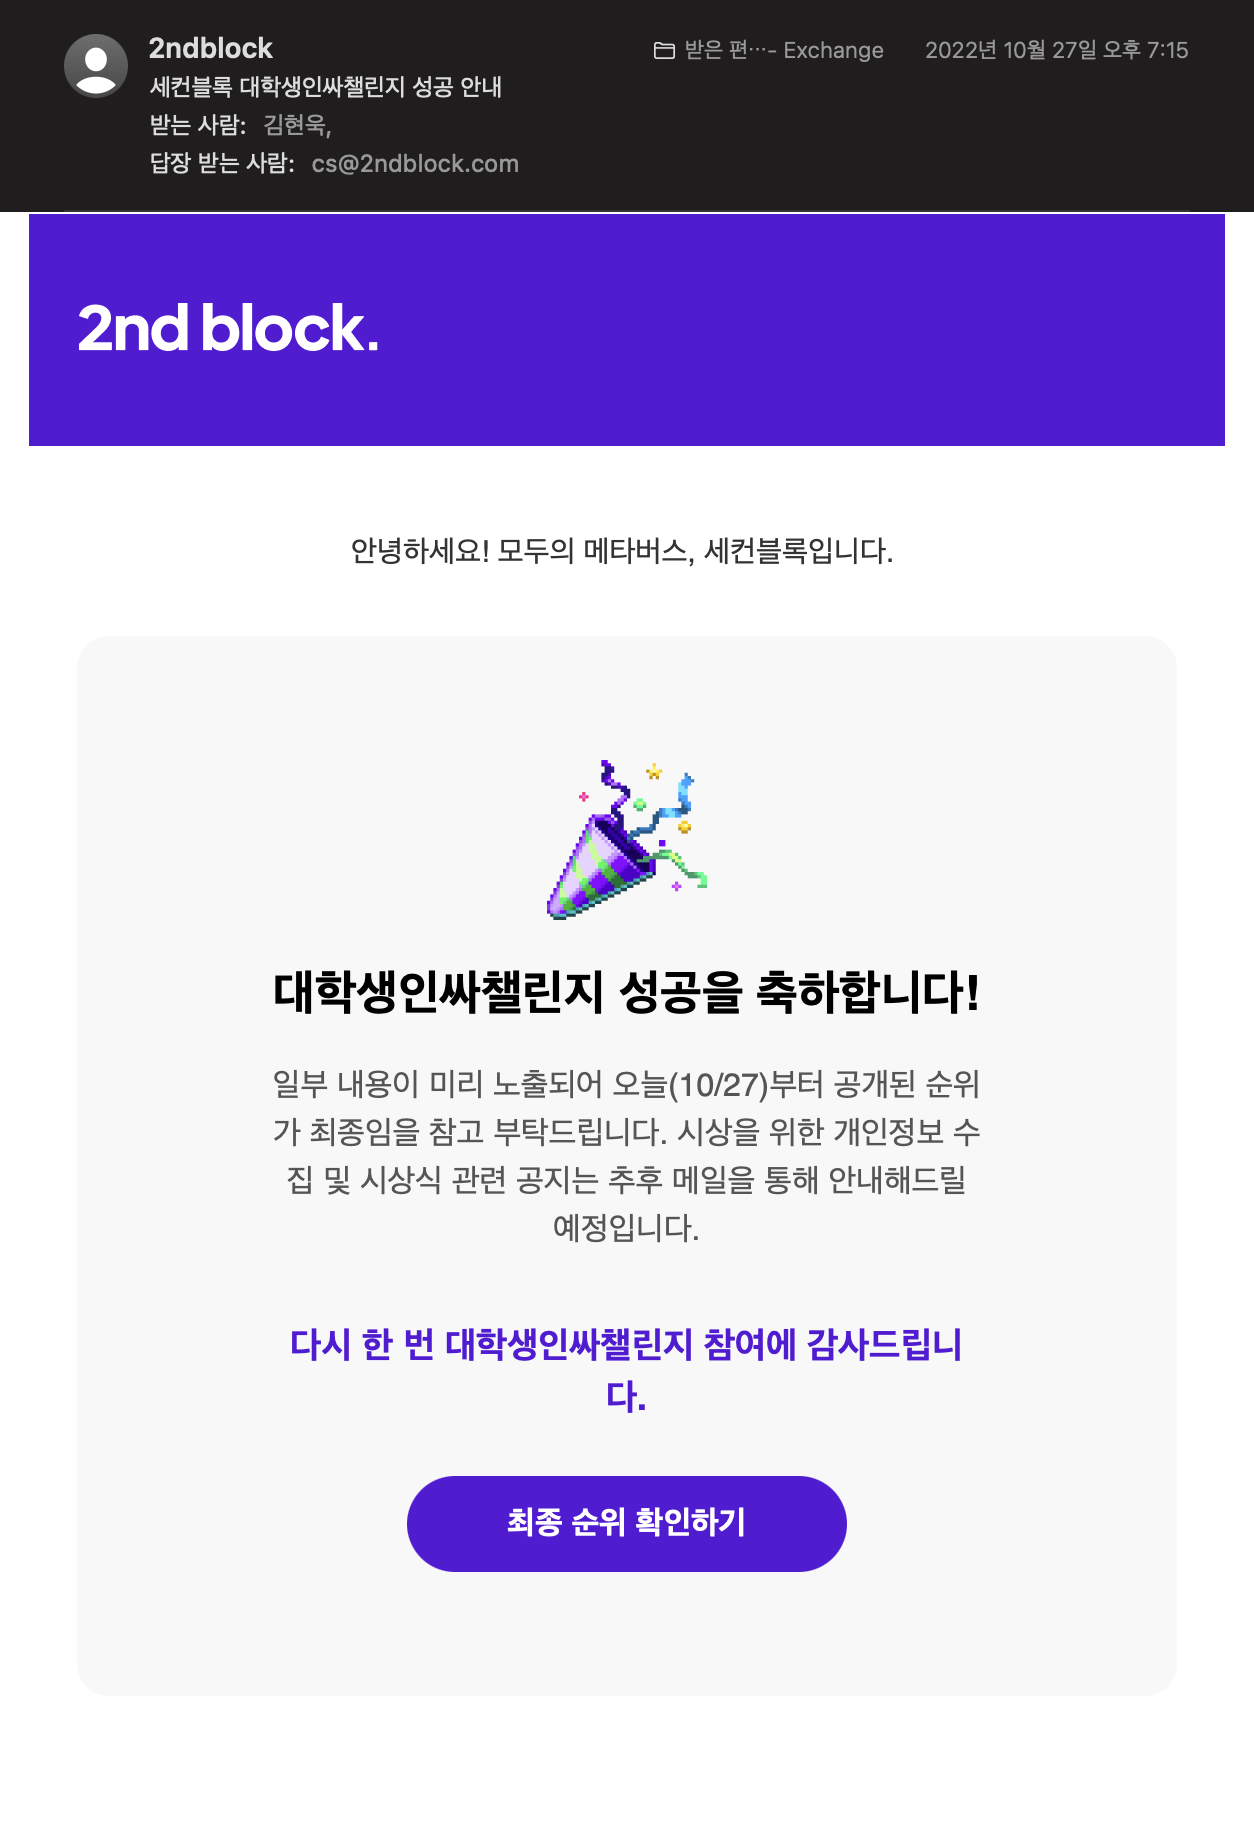 2ndblock
받은 편…- Exchange
2022년 10월 27일 오후 7:15
세컨블록 대학생인싸챌린지 성공 안내
받는 사람: 김현욱,
답장 받는 사람: cs@2ndblock.com
2nd block.
안녕하세요! 모두의 메타버스, 세컨블록입니다.
대학생인싸챌린지 성공을 축하합니다!
일부 내용이 미리 노출되어 오늘(10/27)부터 공개된 순위
가 최종임을 참고 부탁드립니다. 시상을 위한 개인정보 수
집 및 시상식 관련 공지는 추후 메일을 통해 안내해드릴
예정입니다.
다시 한 번 대학생인싸챌린지 참여에 감사드립니
다.
최종 순위 확인하기